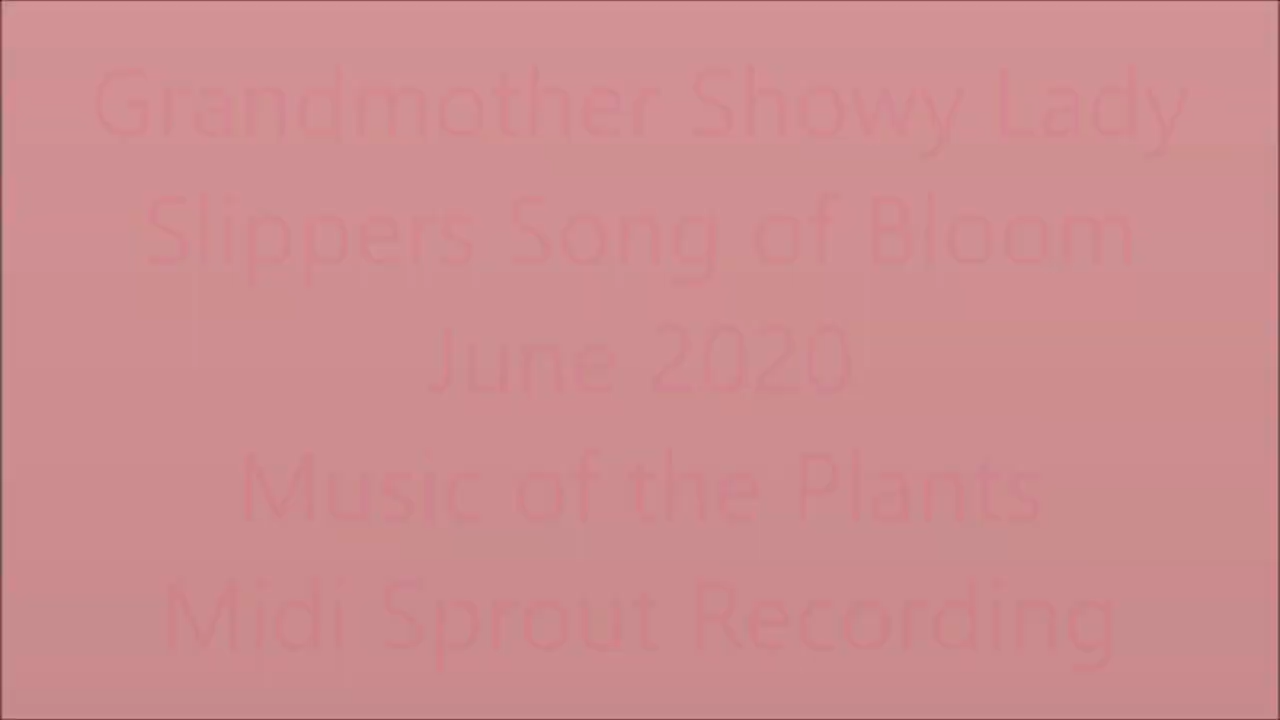 Grandmother Showy Lady
Slippers Song of Bloom
June 2020
Music of the Plants
Midi Sprout Recording